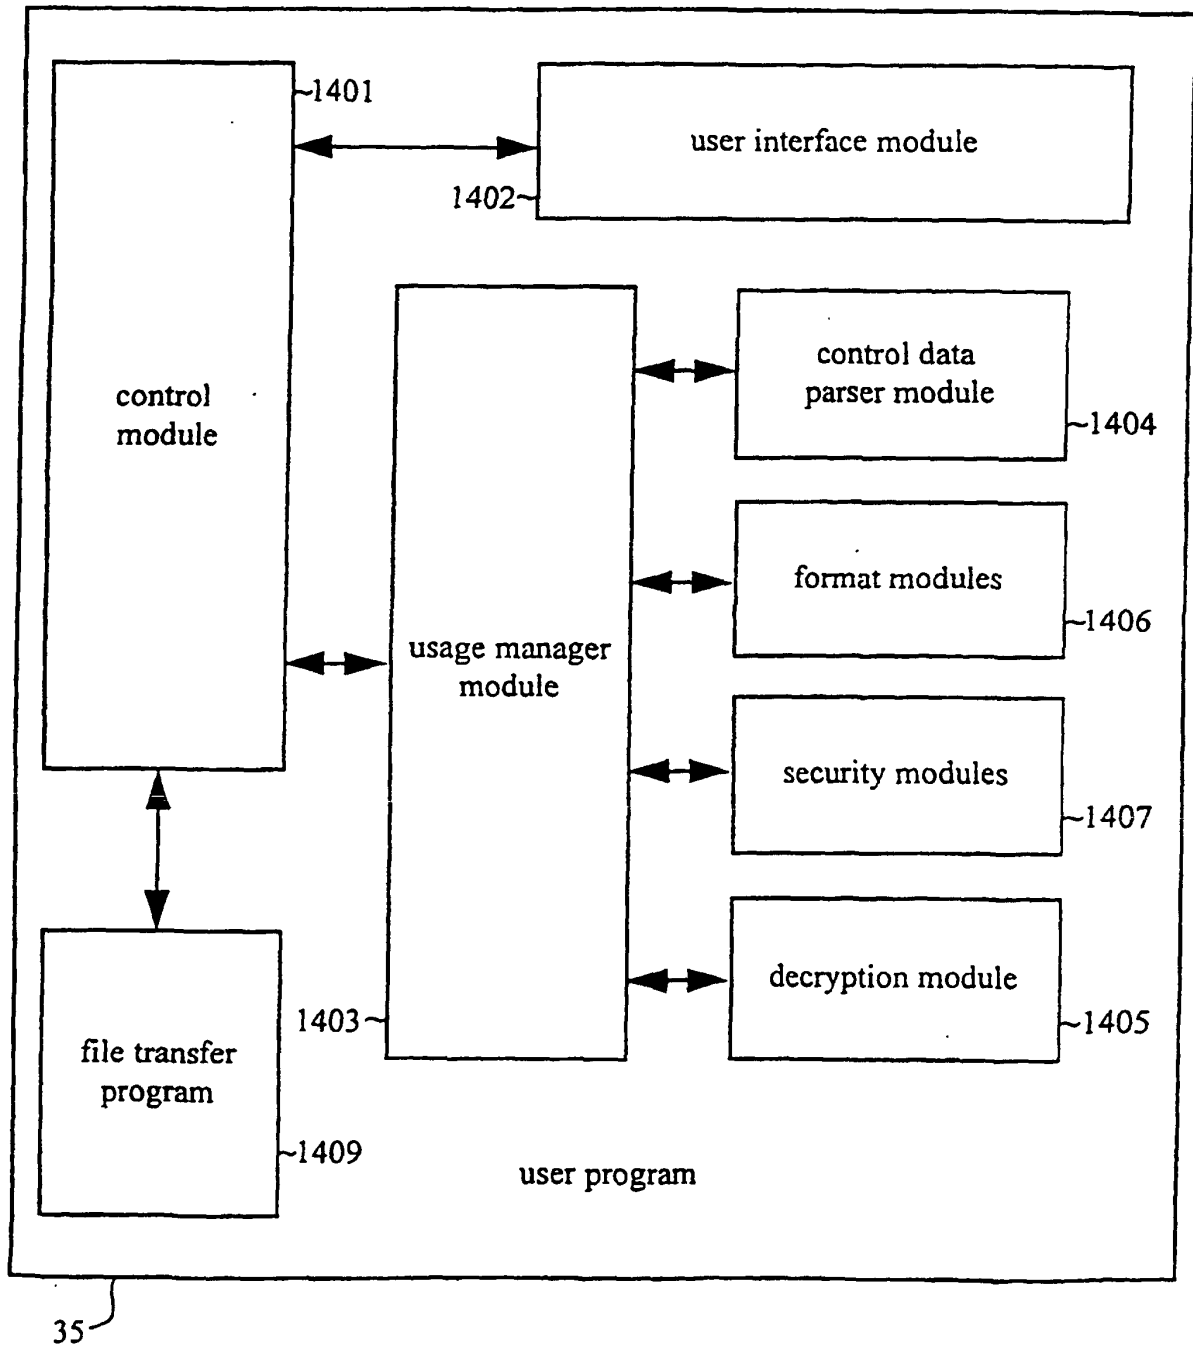 1401
user interface module
1402
control
module
control data
parser module
1404
format modules
1406
usage manager
module
security modules
1407
decryption module
1405
1403
file transfer
program
1409
user program
35